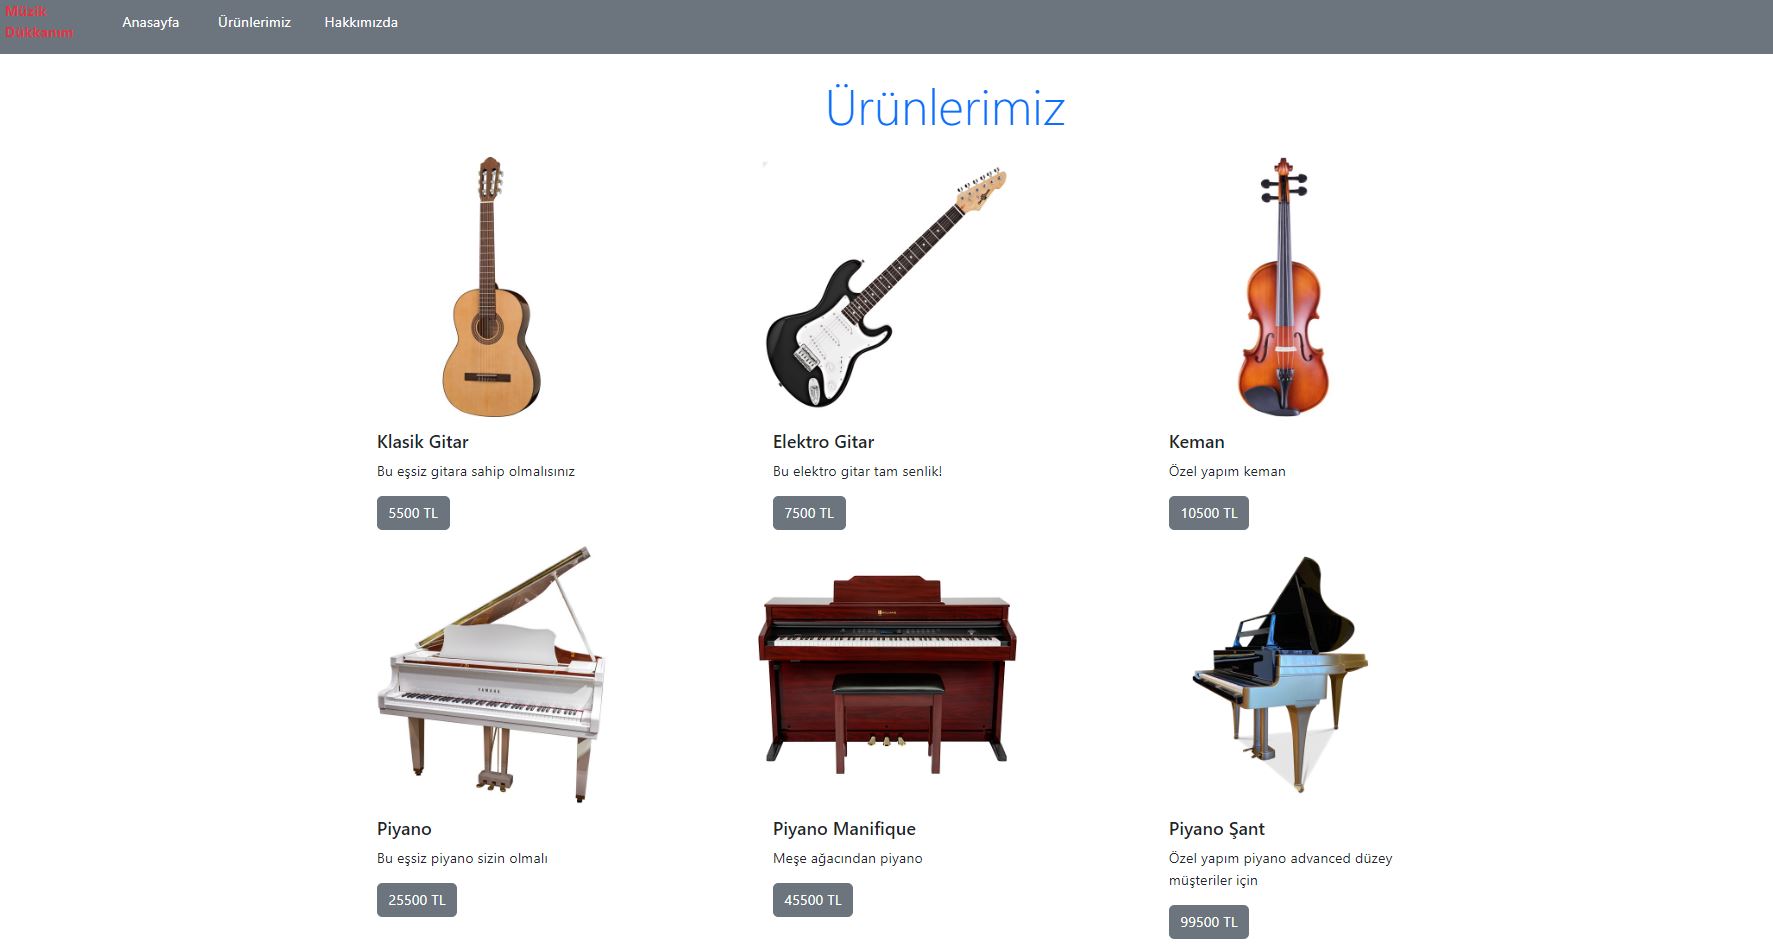 Müzik
Dükkanım
Anasayfa Ürünlerimiz Hakkımızda
Ürünlerimiz
Klasik Gitar
Bu eşsiz gitara sahip olmalısınız
5500 TL
Elektro Gitar
Bu elektro gitar tam senlik!
7500 TL
Keman
Özel yapım keman
10500 TL
YAMAHA
Piyano
Bu eşsiz piyano sizin olmalı
25500 TL
Piyano Manifique
Meşe ağacından piyano
45500 TL
Piyano Şant
Özel yapım piyano advanced düzey
müşteriler için
99500 TL